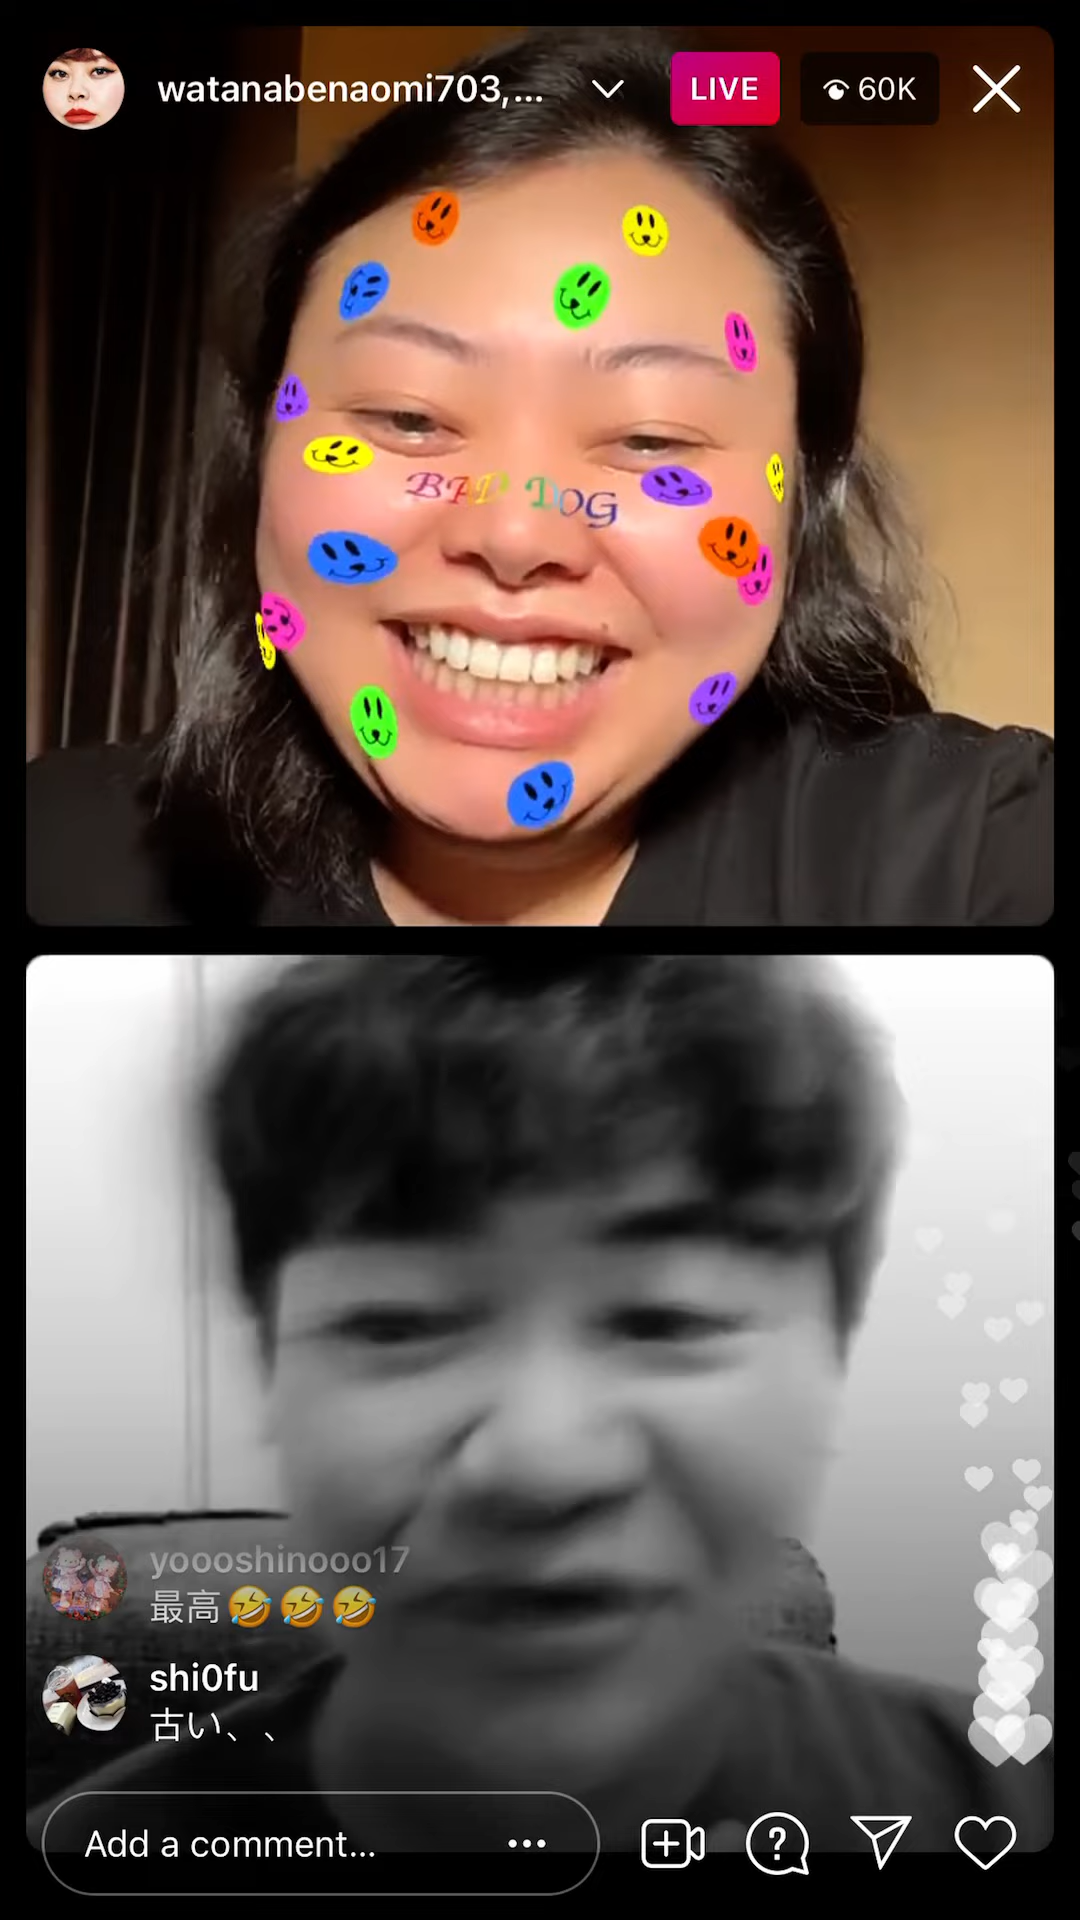 watanabenaomi703,...
LIVE
60K
BAD DOG
yoooshinooo17
最高🤣🤣🤣
shi0fu
古い、、
Add a comment...